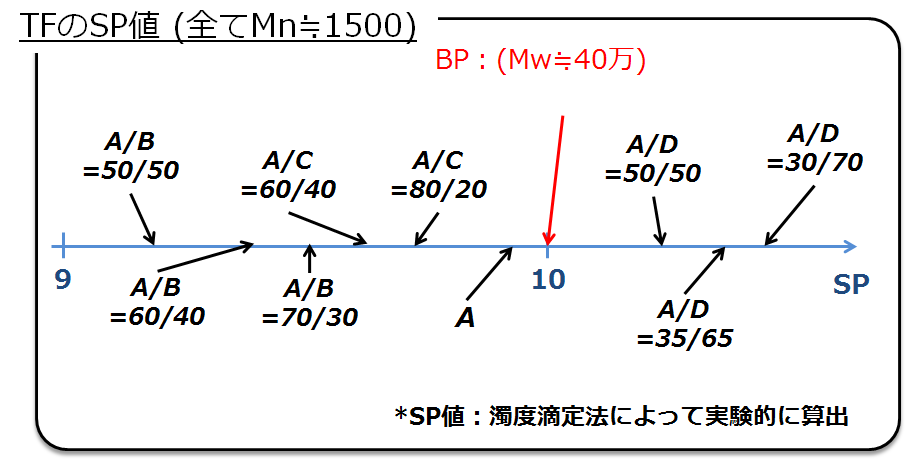 TFのSP値 (全てMn≒1500)
BP：(Mw≒40万)
A/B
=50/50
A/C
=60/40
A/C
=80/20
A/D
=50/50
A/D
=30/70
9
10
SP
A/B
=60/40
A/B
=70/30
A
A/D
=35/65
*SP値：濁度滴定法によって実験的に算出